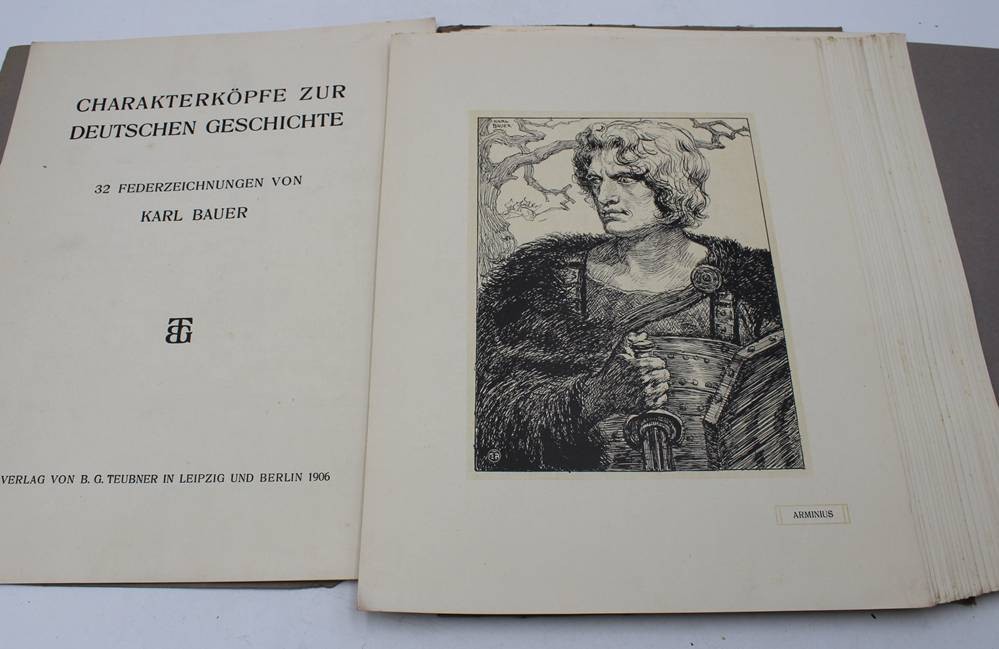 CHARAKTERKÖPFE ZUR
DEUTSCHEN GESCHICHTE
32 FEDERZEICHNUNGEN VON
KARL BAUER
BTG
VERLAG VON B. G. TEUBNER IN LEIPZIG UND BERLIN 1906
KARL
BAUER
ARMINIUS